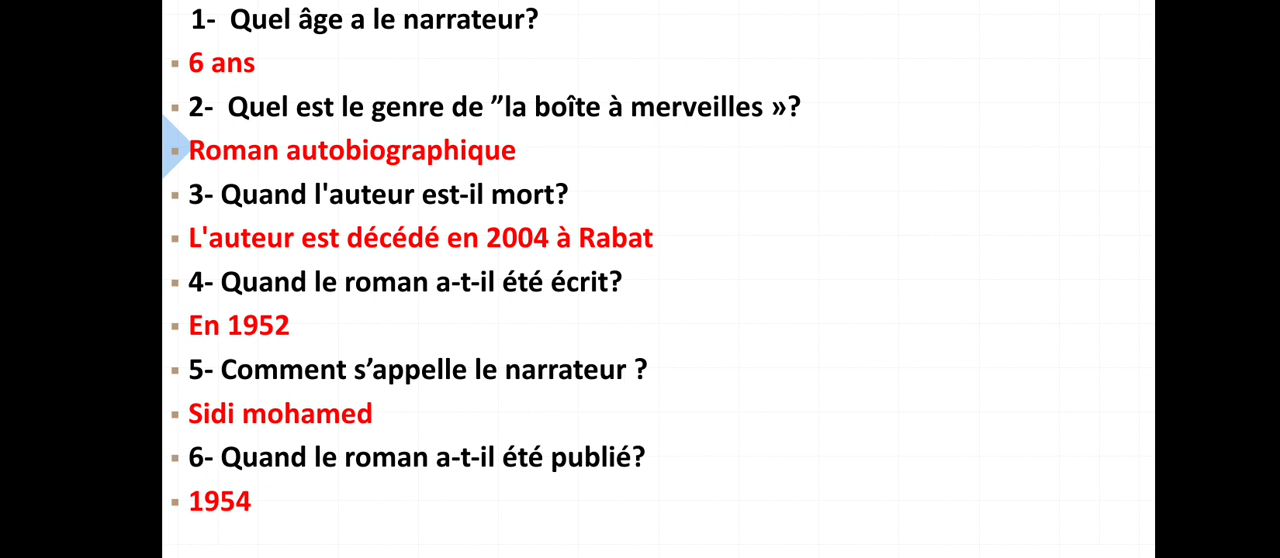 1- Quel âge a le narrateur?
6 ans
2- Quel est le genre de ”la boîte à merveilles »?
Roman autobiographique
3- Quand l'auteur est-il mort?
L'auteur est décédé en 2004 à Rabat
4- Quand le roman a-t-il été écrit?
En 1952
5- Comment s’appelle le narrateur ?
Sidi mohamed
6- Quand le roman a-t-il été publié?
1954